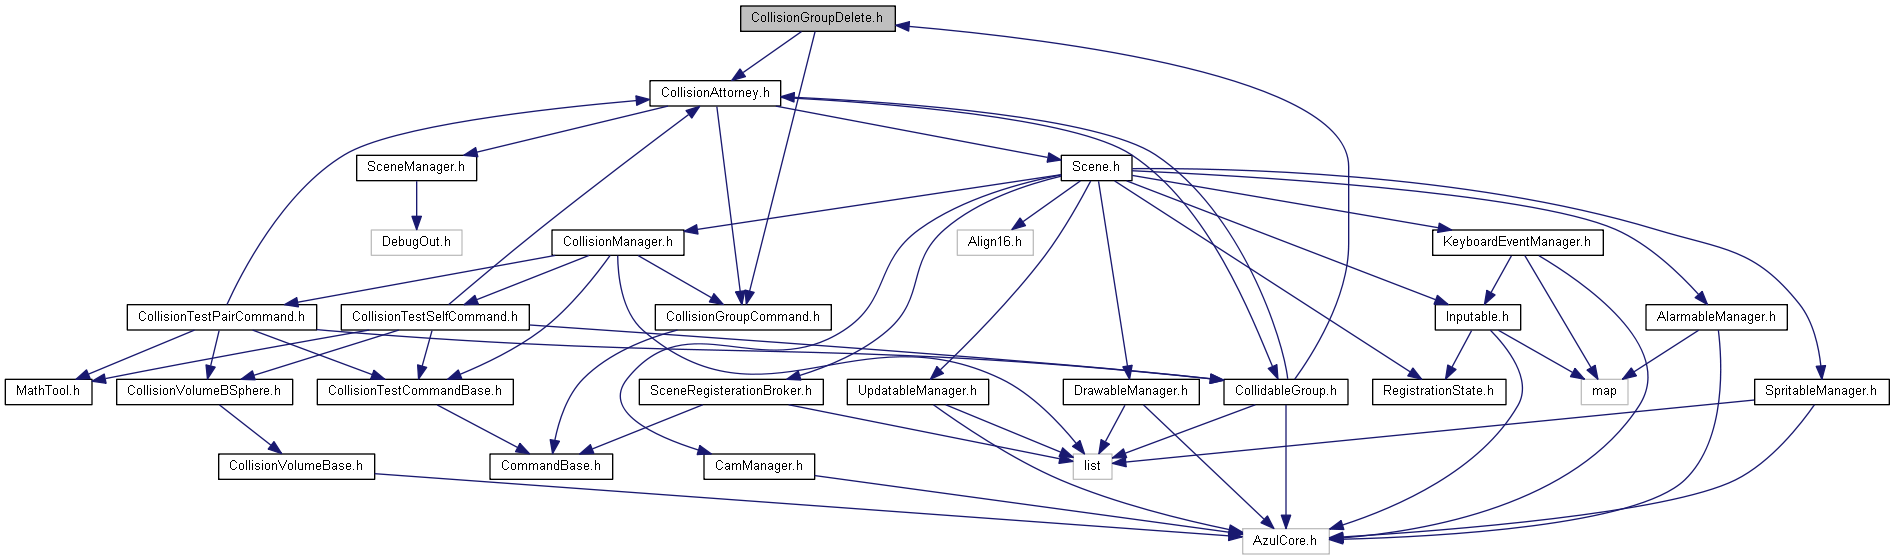 CollisionGroupDelete.h
CollisionAttorney.h
SceneManager.h
Scene.h
DebugOut.h
CollisionManager.h
Align16.h
KeyboardEventManager.h
CollisionTestPairCommand.h
CollisionTestSelfCommand.h
CollisionGroupCommand.h
Inputable.h
AlarmableManager.h
MathTool.h
CollisionVolumeBSphere.h
CollisionTestCommandBase.h
SceneRegisterationBroker.h
UpdatableManager.h
DrawableManager.h
CollidableGroup.h
RegistrationState.h
map
SpritableManager.h
CollisionVolumeBase.h
CommandBase.h
CamManager.h
list
AzulCore.h